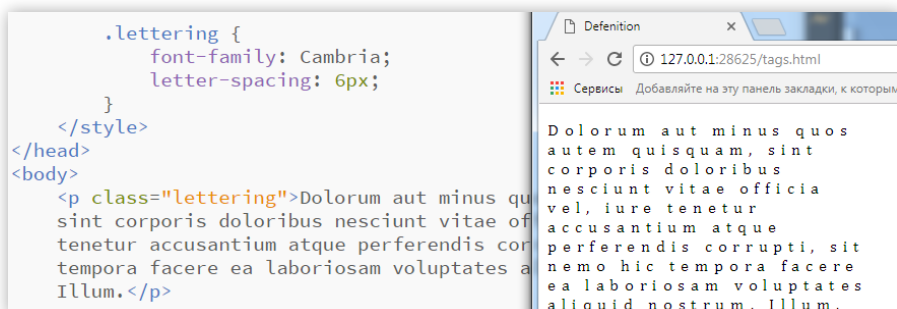 .lettering {
font-family: Cambria;
letter-spacing: 6px;
}
</style>
</head>
<body>
<p class="lettering">Dolorum aut minus qu
sint corporis doloribus nesciunt vitae of
tenetur accusantium atque perferendis cor
tempora facere ea laboriosam voluptates a
Illum.</p>
Defenition
127.0.0.1:28625/tags.html
Сервисы Добавляйте на эту панель закладки, к которым
Dolorum aut minus quos
autem quisquam, sint
corporis doloribus
nesciunt vitae officia
vel, iure tenetur
accusantium atque
perferendis corrupti, sit
nemo hic tempora facere
ea laboriosam voluptates
aliquid nostrum. Illum.